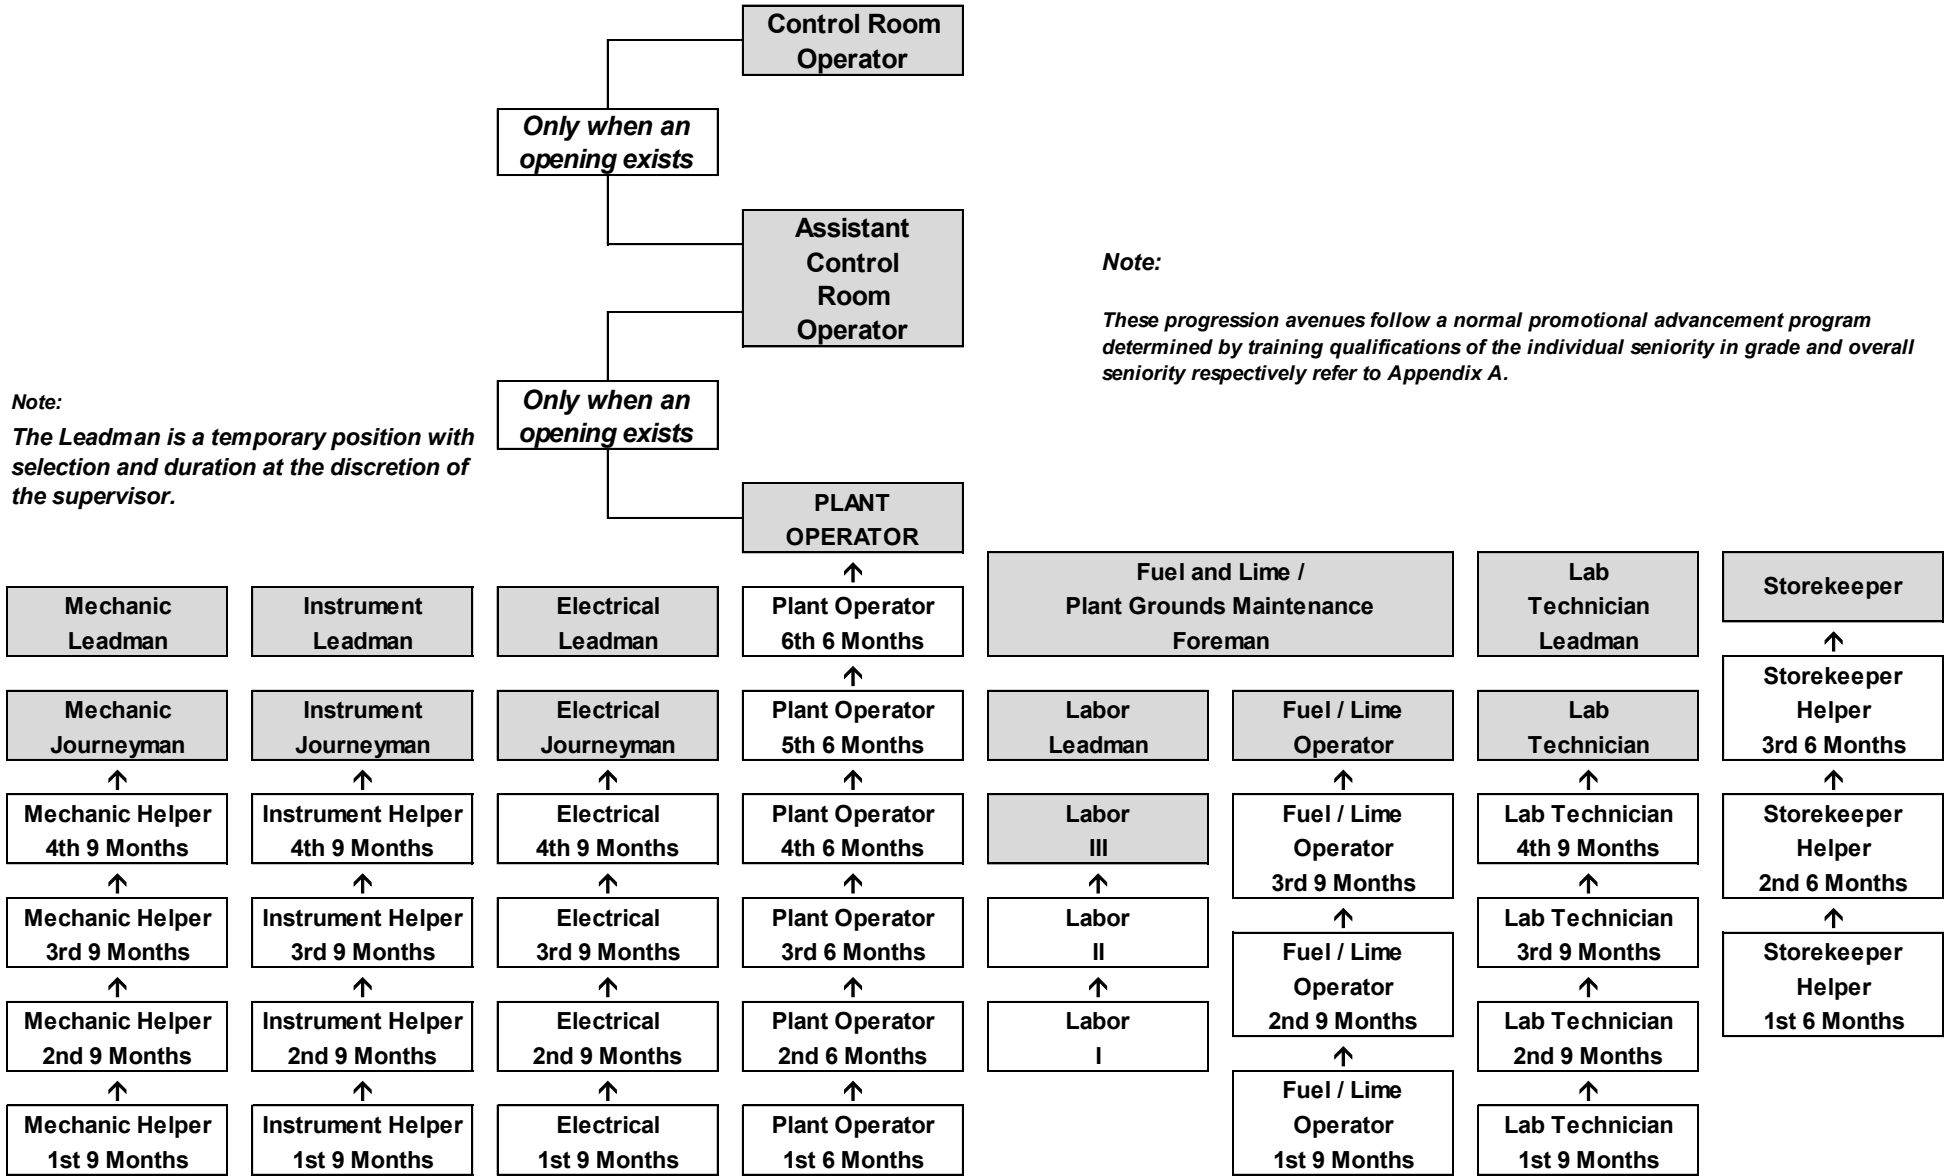 Control Room
Operator
Only when an
opening exists
Assistant
Control
Room
Operator
Note:
These progression avenues follow a normal promotional advancement program
determined by training qualifications of the individual seniority in grade and overall
seniority respectively refer to Appendix A.
Only when an
opening exists
Note:
The Leadman is a temporary position with
selection and duration at the discretion of
the supervisor.
PLANT
OPERATOR
Mechanic
Leadman
Mechanic
Journeyman
Mechanic Helper
4th 9 Months
Mechanic Helper
3rd 9 Months
Mechanic Helper
2nd 9 Months
Mechanic Helper
1st 9 Months
Instrument
Leadman
Instrument
Journeyman
Instrument Helper
4th 9 Months
Instrument Helper
3rd 9 Months
Instrument Helper
2nd 9 Months
Instrument Helper
1st 9 Months
Electrical
Leadman
Electrical
Journeyman
Electrical
4th 9 Months
Electrical
3rd 9 Months
Electrical
2nd 9 Months
Electrical
1st 9 Months
Plant Operator
6th 6 Months
Plant Operator
5th 6 Months
Plant Operator
4th 6 Months
Plant Operator
3rd 6 Months
Plant Operator
2nd 6 Months
Plant Operator
1st 6 Months
Fuel and Lime /
Plant Grounds Maintenance
Foreman
Labor
Leadman
Labor
III
Labor
II
Labor
I
Fuel / Lime
Operator
Fuel / Lime
Operator
3rd 9 Months
Fuel / Lime
Operator
2nd 9 Months
Fuel / Lime
Operator
1st 9 Months
Lab
Technician
Leadman
Lab
Technician
Lab Technician
4th 9 Months
Lab Technician
3rd 9 Months
Lab Technician
2nd 9 Months
Lab Technician
1st 9 Months
Storekeeper
Storekeeper
Helper
3rd 6 Months
Storekeeper
Helper
2nd 6 Months
Storekeeper
Helper
1st 6 Months